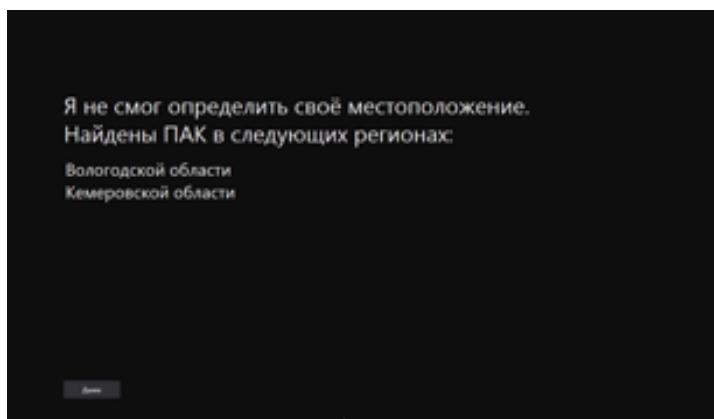 Я не смог определить своё местоположение.
Найдены ПАК в следующих регионах:
Вологодской области
Кемеровской области